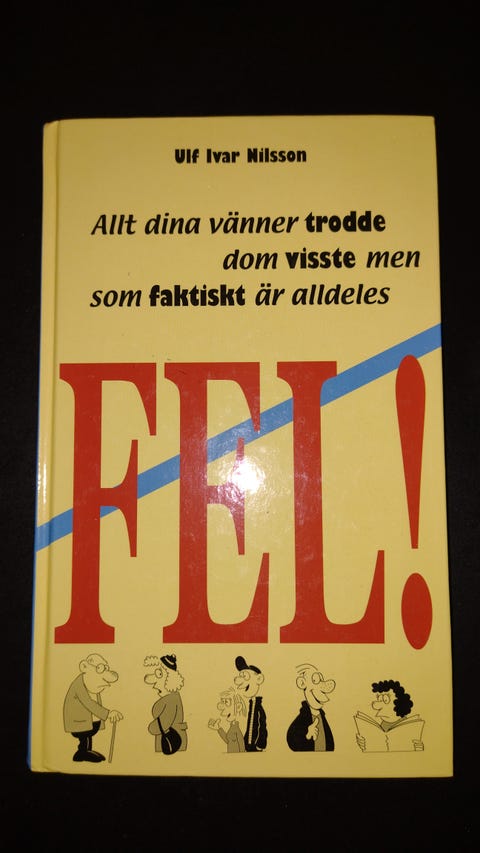 Ulf Ivar Nilsson
Allt dina vänner trodde
dom visste men
som faktiskt är alldeles
FEL!